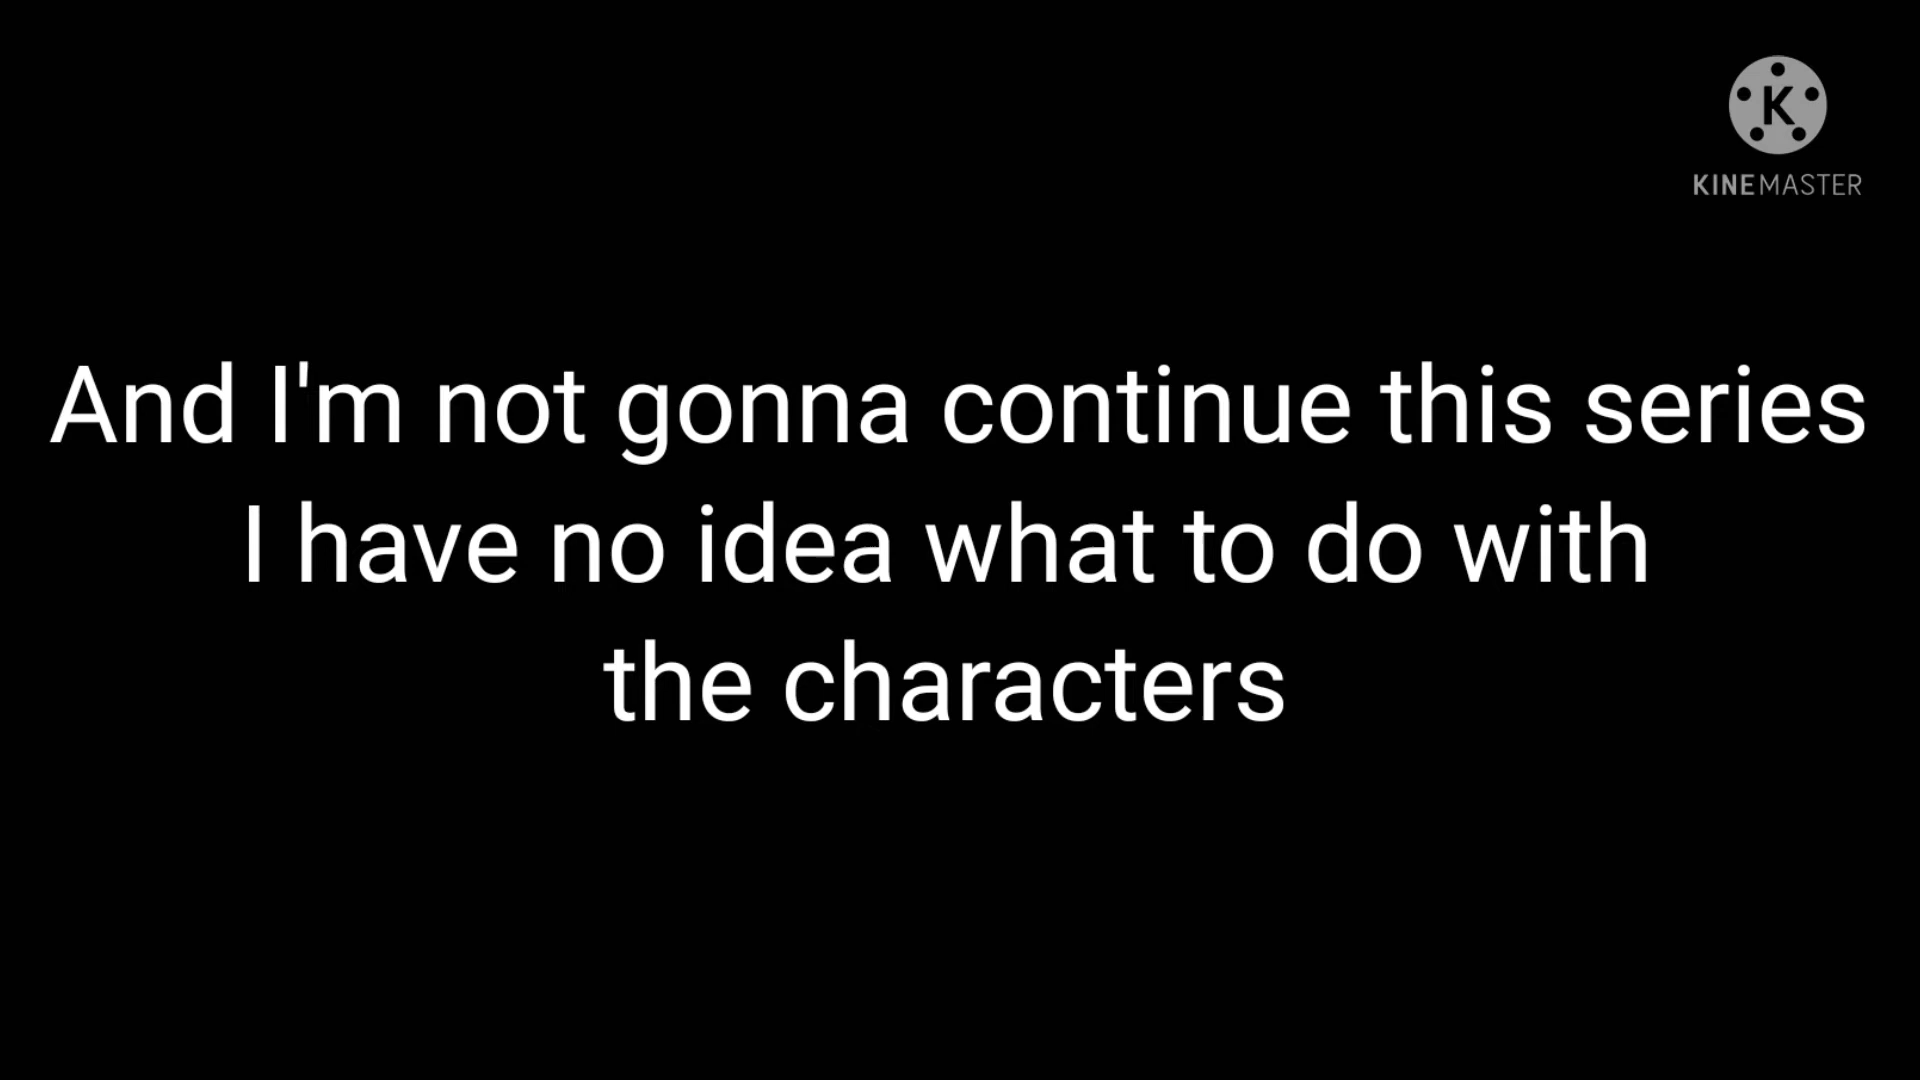 K
KINEMASTER
And I'm not gonna continue this series
I have no idea what to do with
the characters